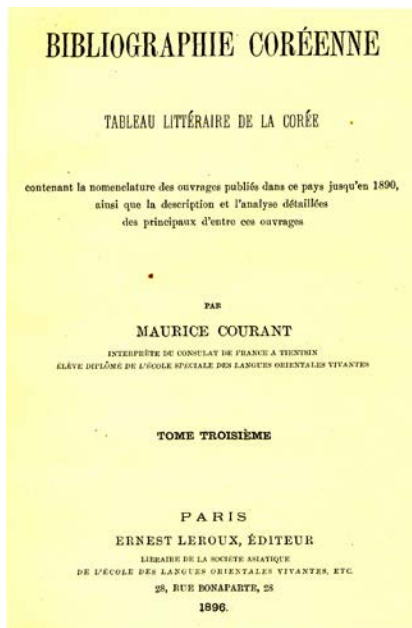 BIBLIOGRAPHIE CORÉENNE
TABLEAU LITTÉRAIRE DE LA CORÉE
contenant la nomenclature des ouvrages publiés dans ce pays jusqu'en 1890,
ainsi que la description et l'analyse détaillées
des principaux d'entre ces ouvrages
PAR
MAURICE COURANT
INTERPRÈTE DU CONSULAT DE FRANCE A TIENTSIN
ÉLÈVE DIPLÔMÉ DE L'ÉCOLE SPÉCIALE DES LANGUES ORIENTALES VIVANTES
TOME TROISIÈME
PARIS
ERNEST LEROUX, ÉDITEUR
LIBRAIRE DE LA SOCIÉTÉ ASIATIQUE
DE L'ÉCOLE DES LANGUES ORIENTALES VIVANTES, ETC.
28, RUE BONAPARTE, 28
1896.